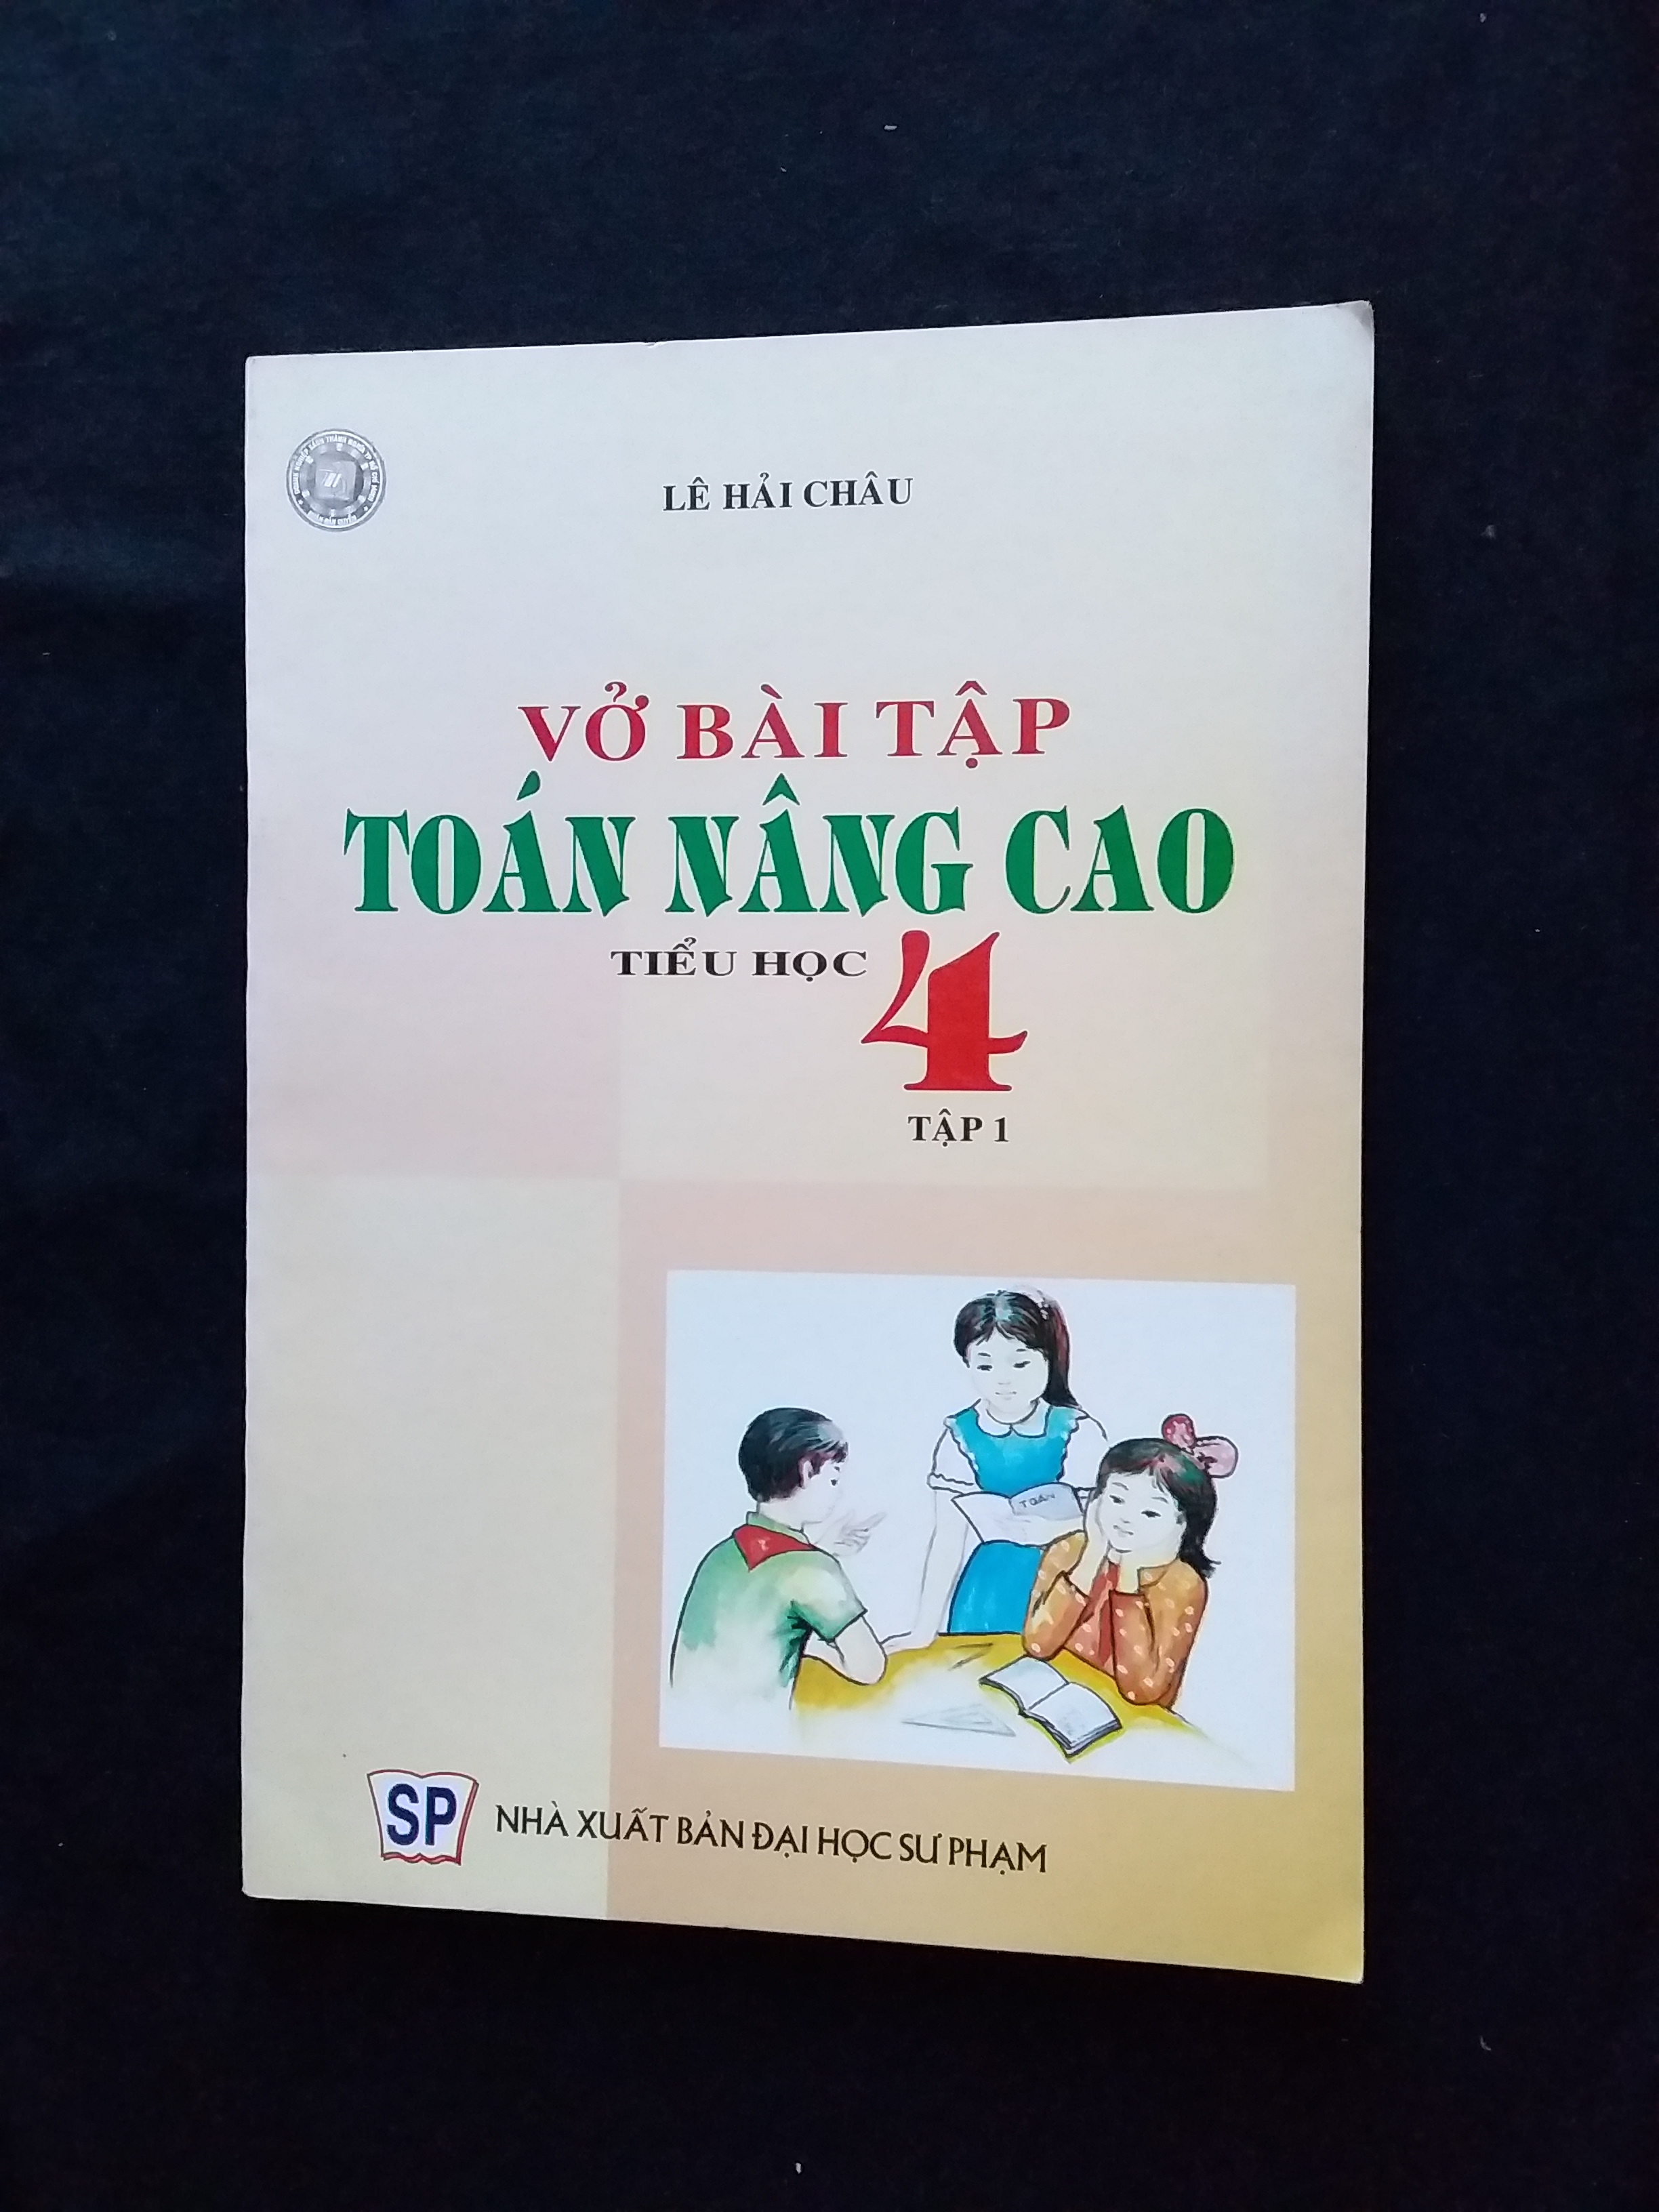 LÊ HẢI CHÂU
VỞ BÀI TẬP
TOÁN NÂNG CAO
TIỂU HỌC 4
TẬP 1
TOÁN
SP
NHÀ XUẤT BẢN ĐẠI HỌC SƯ PHẠM